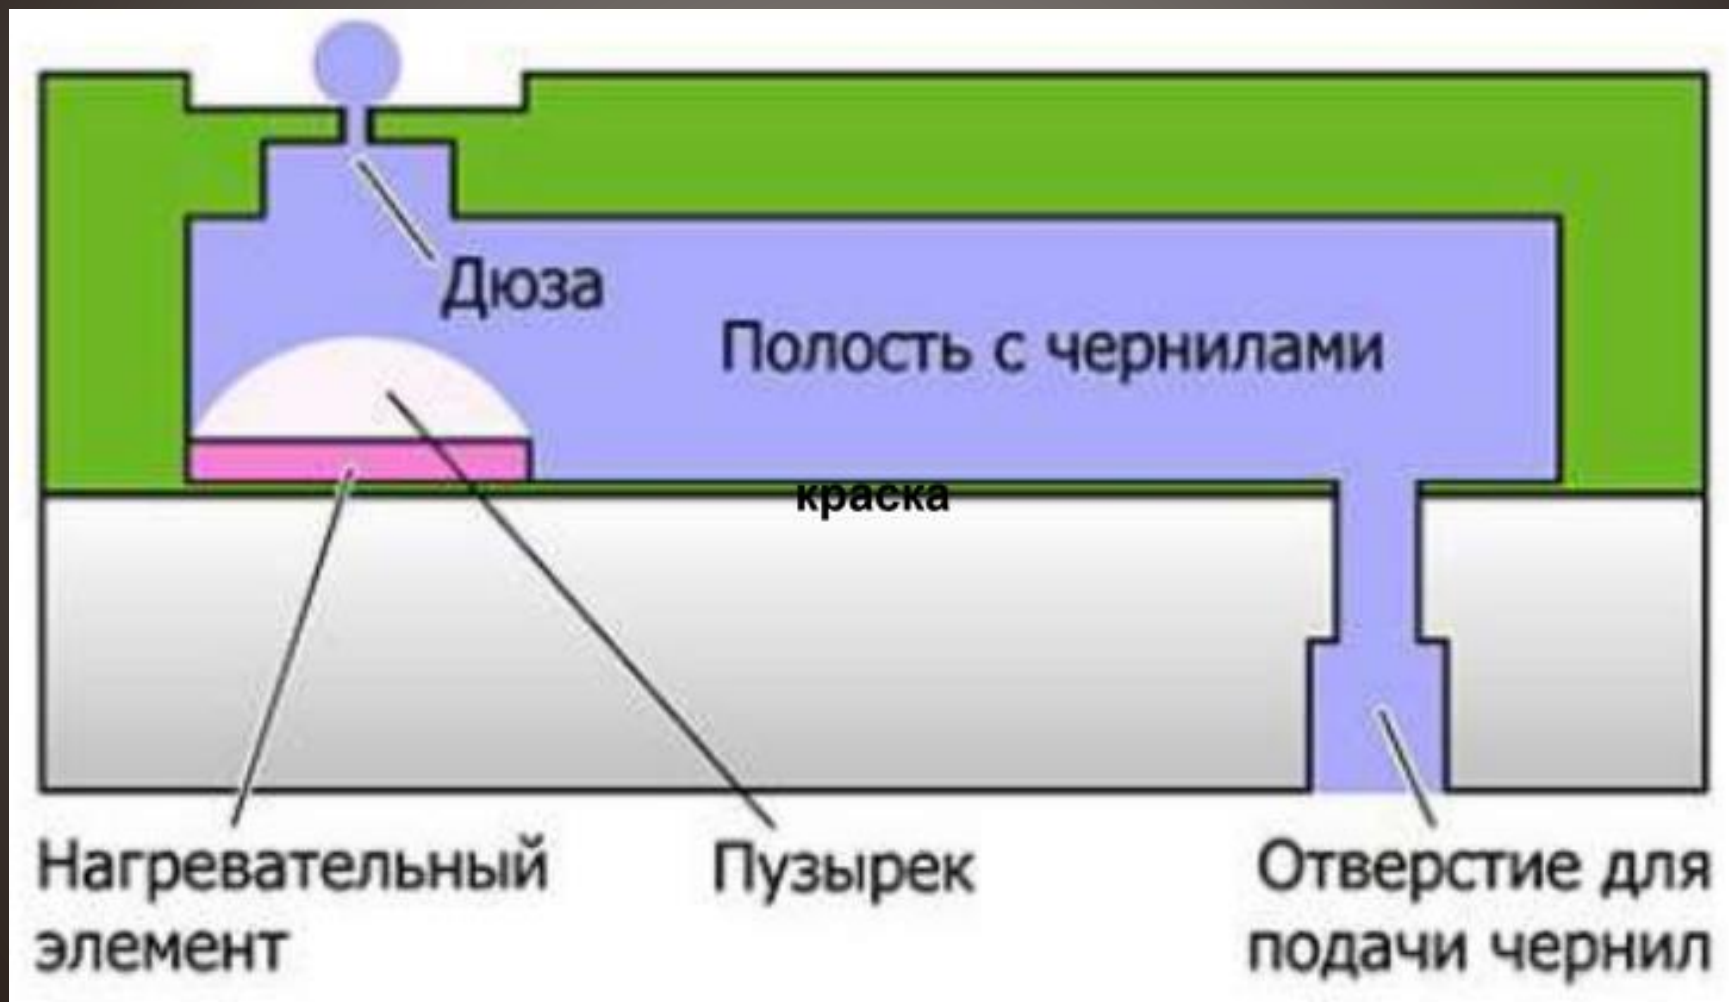 Дюза
Полость с чернилами
краска
Нагревательный
элемент
Пузырек
Отверстие для
подачи чернил